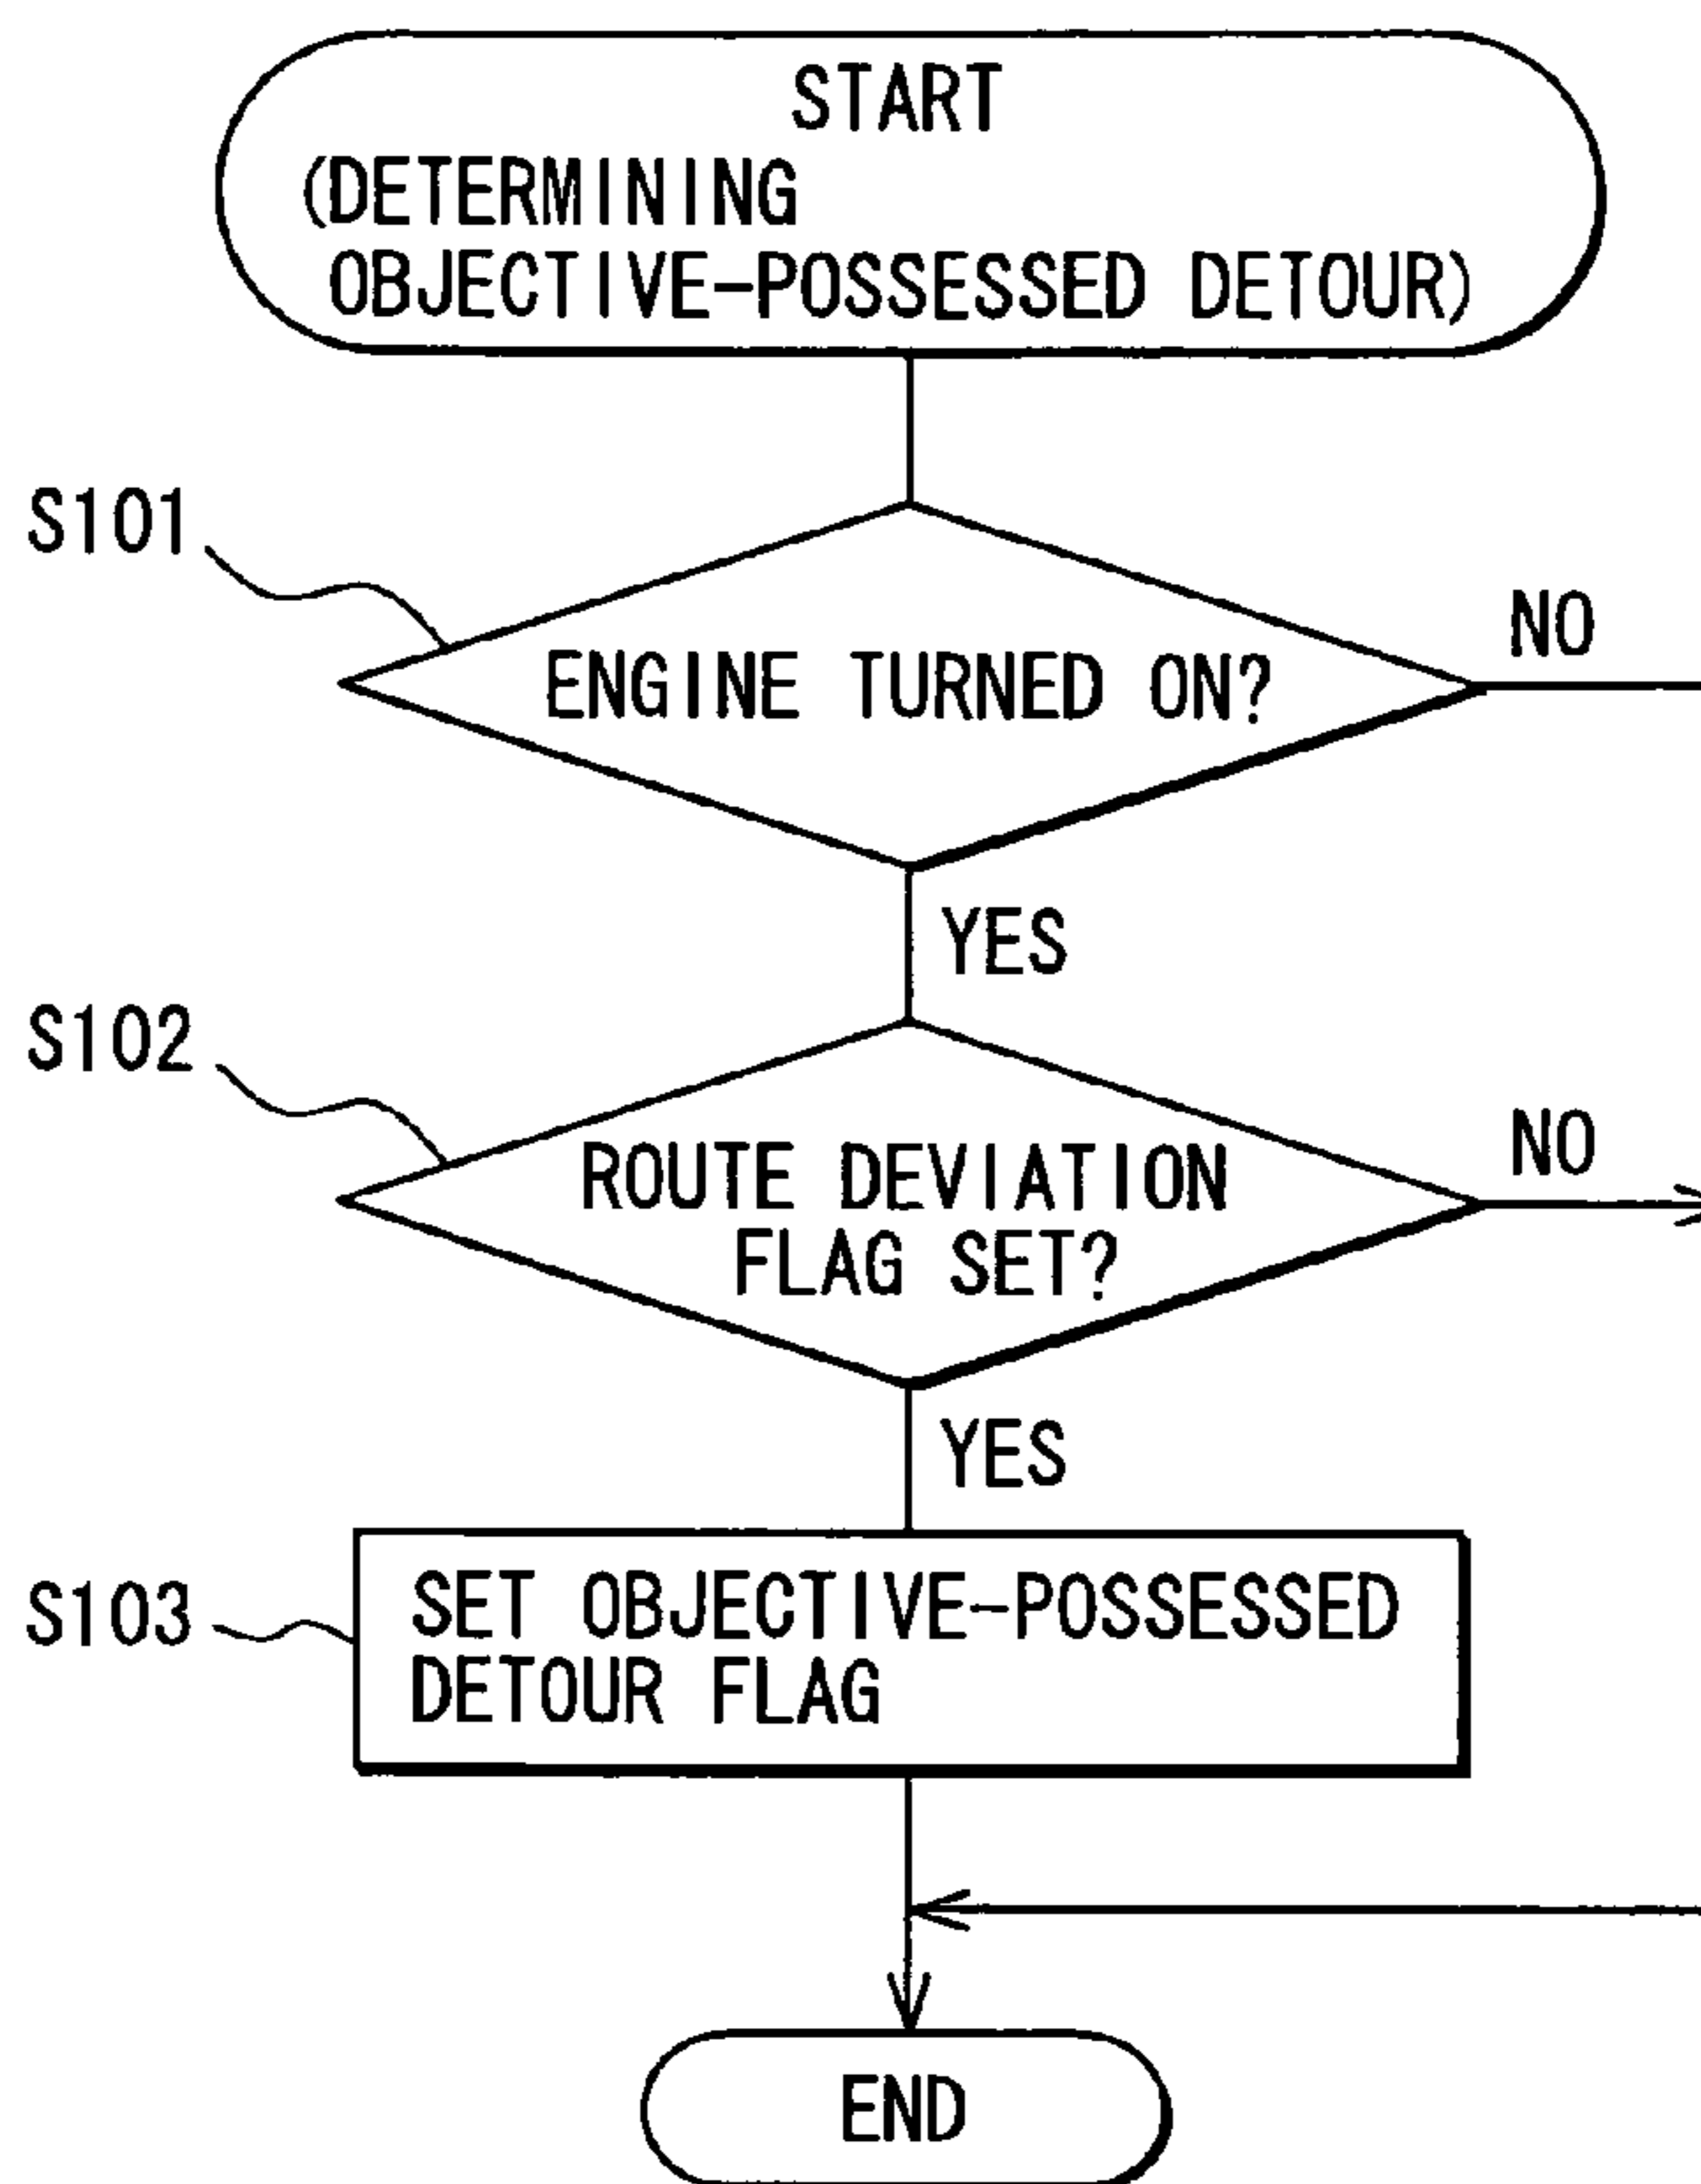 START
(DETERMINING
OBJECTIVE-POSSESSED DETOUR)
S101
ENGINE TURNED ON?
NO
YES
S102
ROUTE DEVIATION
FLAG SET?
NO
YES
S103
SET OBJECTIVE-POSSESSED
DETOUR FLAG
END